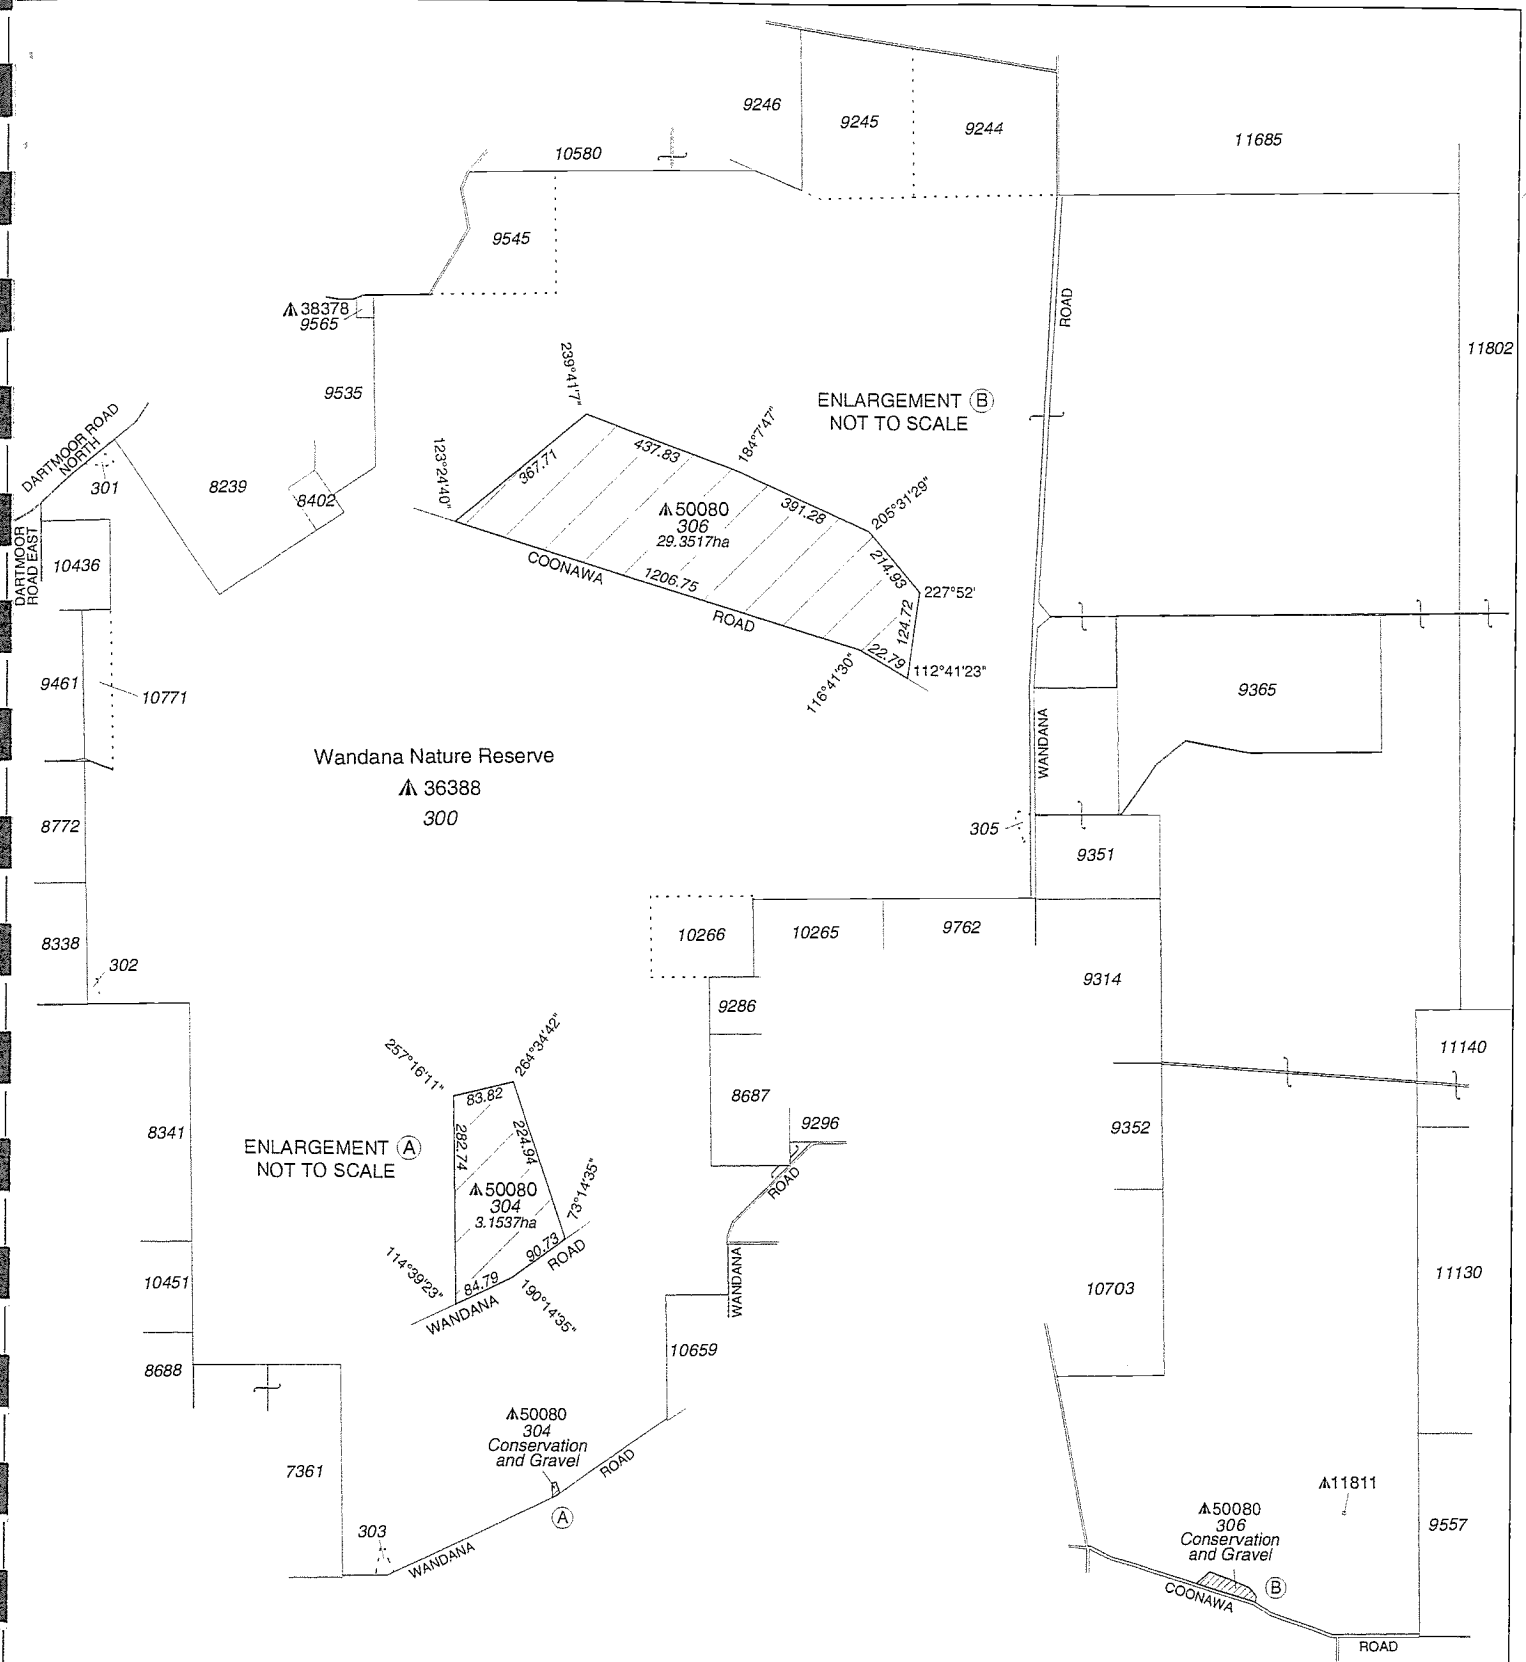 9246
9245
9244
11685
10580
9545
38378
9565
ROAD
11802
9535
239°41'7"
ENLARGEMENT B
NOT TO SCALE
DARTMOOR ROAD
NORTH
301
8239
8402
123°24'40"
367.71
437.83
184°7'47"
391.28
205°31'29"
50080
306
29.3517ha
214.93
227°52'
124.72
COONAWA
1206.75
ROAD
22.79
112°41'23"
116°41'30"
DARTMOOR
ROAD EAST
10436
9461
10771
9365
WANDANA
Wandana Nature Reserve
36388
300
8772
305
9351
8338
302
10266
10265
9762
9314
9286
257°16'11"
264°34'42"
83.82
8687
11140
8341
ENLARGEMENT A
NOT TO SCALE
282.74
224.94
9296
9352
50080
304
3.1537ha
73°14'35"
ROAD
90.73
ROAD
114°39'23"
84.79
190°14'35"
WANDANA
WANDANA
10451
10703
11130
8688
10659
50080
304
Conservation
and Gravel
ROAD
7361
A
303
WANDANA
11811
50080
306
Conservation
and Gravel
9557
B
COONAWA
ROAD